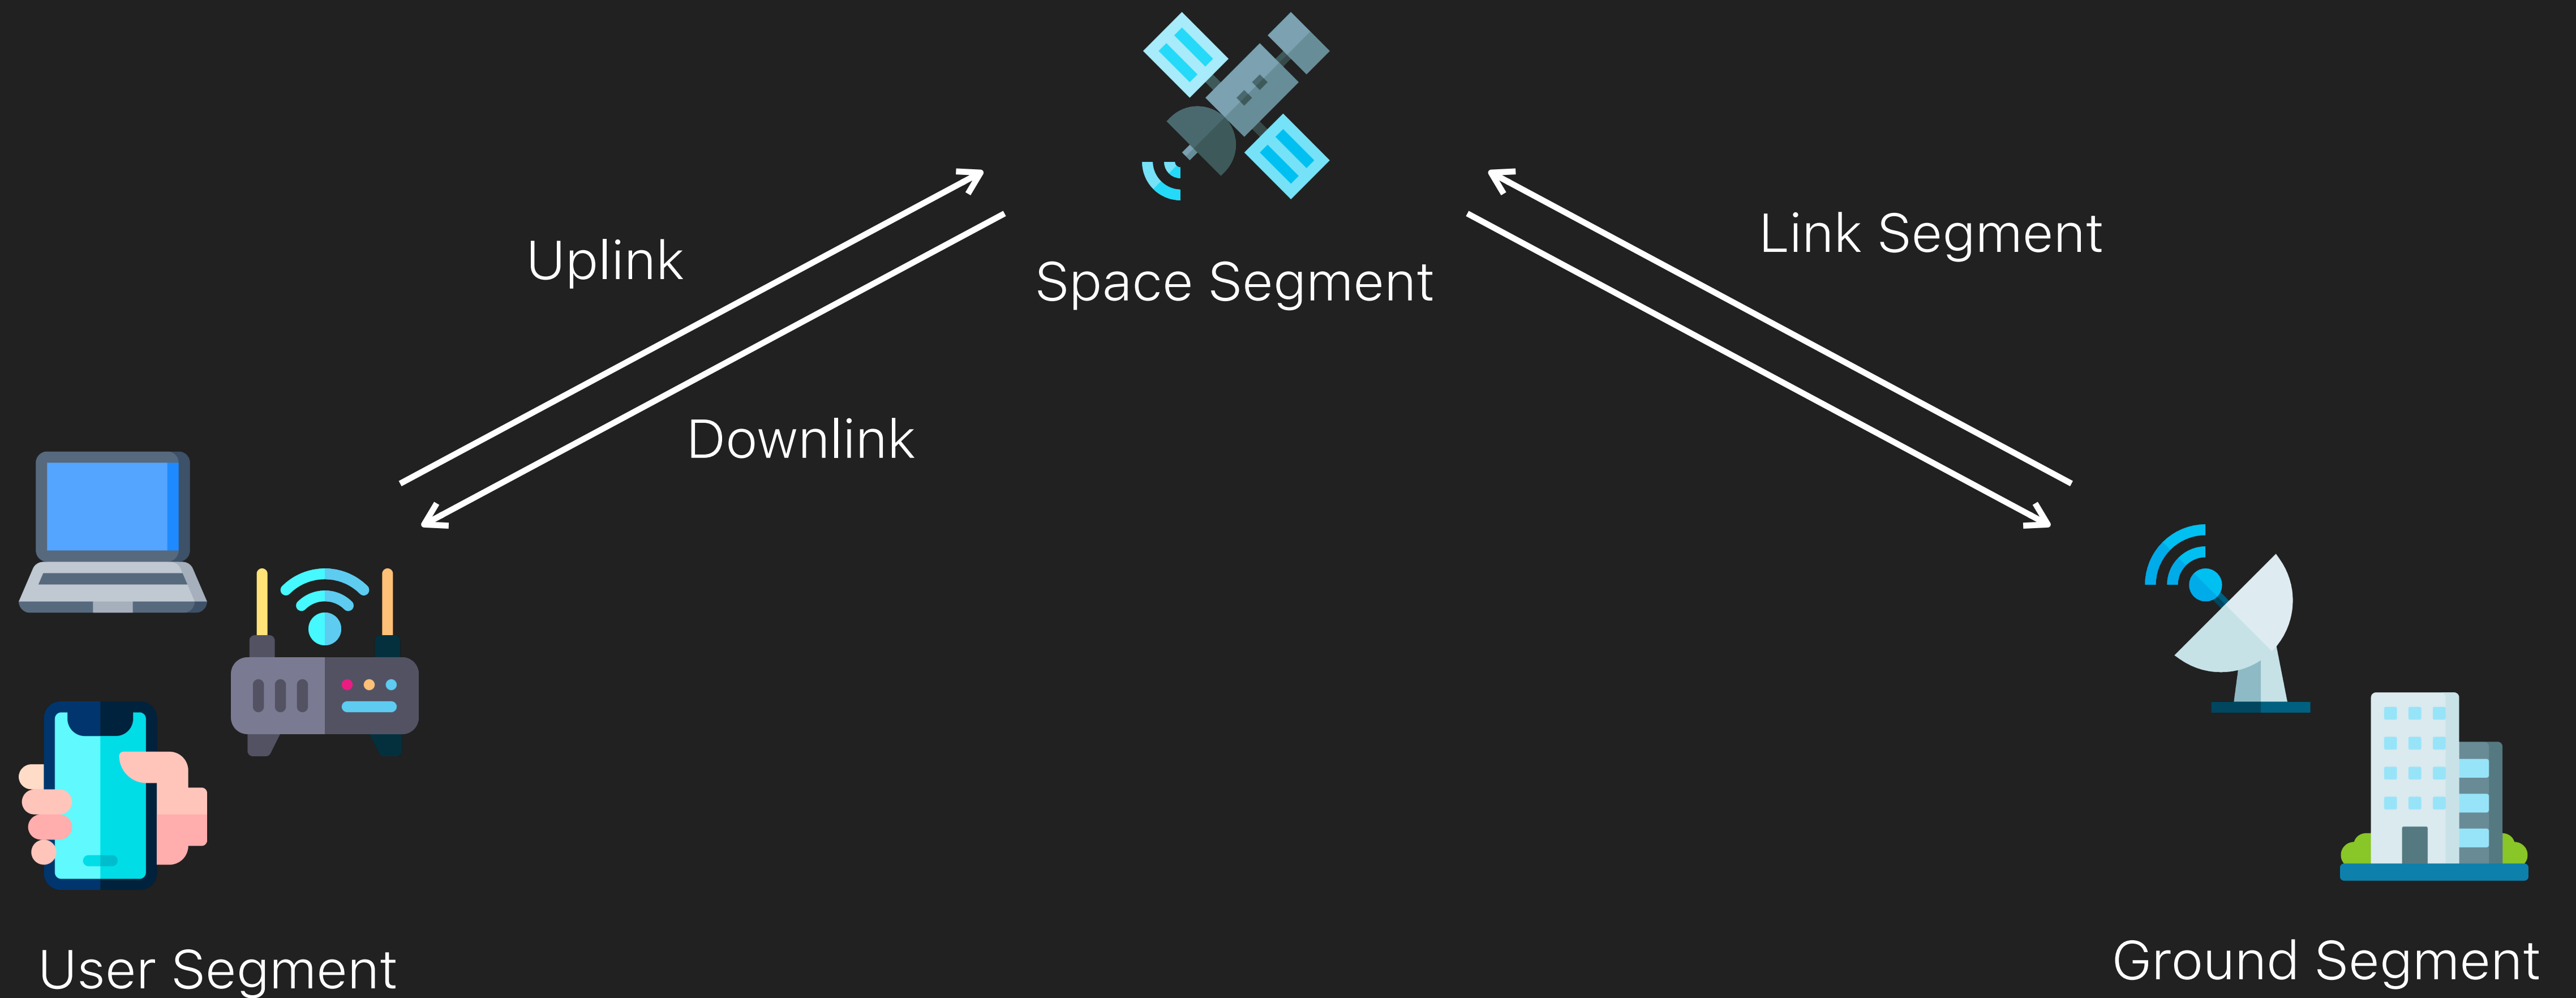 Uplink
Link Segment
Space Segment
Downlink
User Segment
Ground Segment